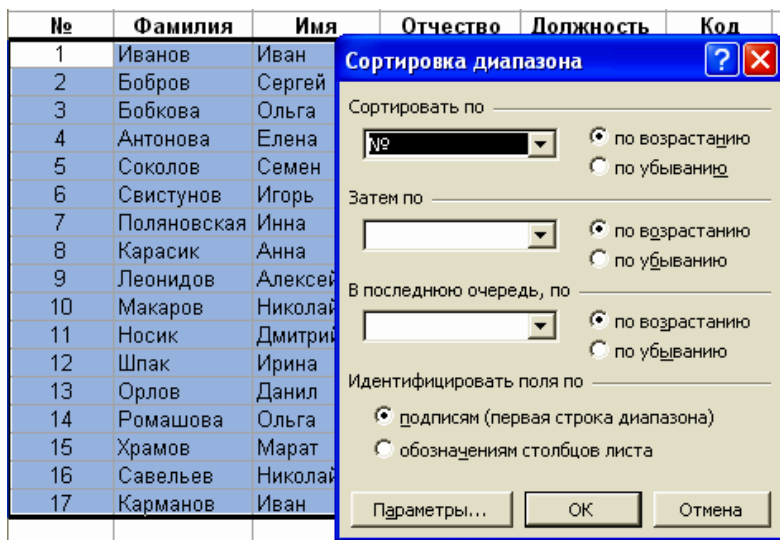 № Фамилия Имя Отчество Должность Код
1 Иванов Иван
2 Бобров Сергей
3 Бобкова Ольга
4 Антонова Елена
5 Соколов Семен
6 Свистунов Игорь
7 Поляновская Инна
8 Карасик Анна
9 Леонидов Алексей
10 Макаров Николай
11 Носик Дмитрий
12 Шпак Ирина
13 Орлов Данил
14 Ромашова Ольга
15 Храмов Марат
16 Савельев Николай
17 Карманов Иван
Сортировка диапазона
Сортировать по
№
по возрастанию
по убыванию
Затем по
по возрастанию
по убыванию
В последнюю очередь, по
по возрастанию
по убыванию
Идентифицировать поля по
подписям (первая строка диапазона)
обозначениям столбцов листа
Параметры... ОК Отмена